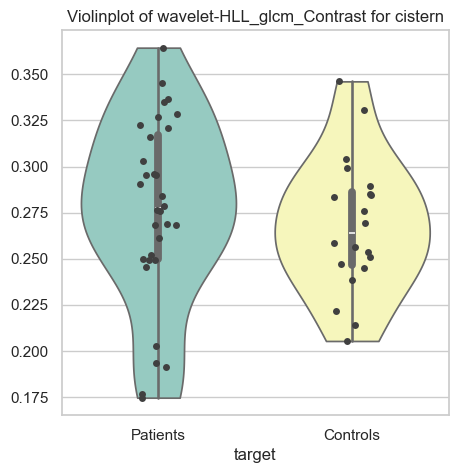 Violinplot of wavelet-HLL_glcm_Contrast for cistern
0.350
0.325
0.300
0.275
0.250
0.225
0.200
0.175
Patients Controls
target